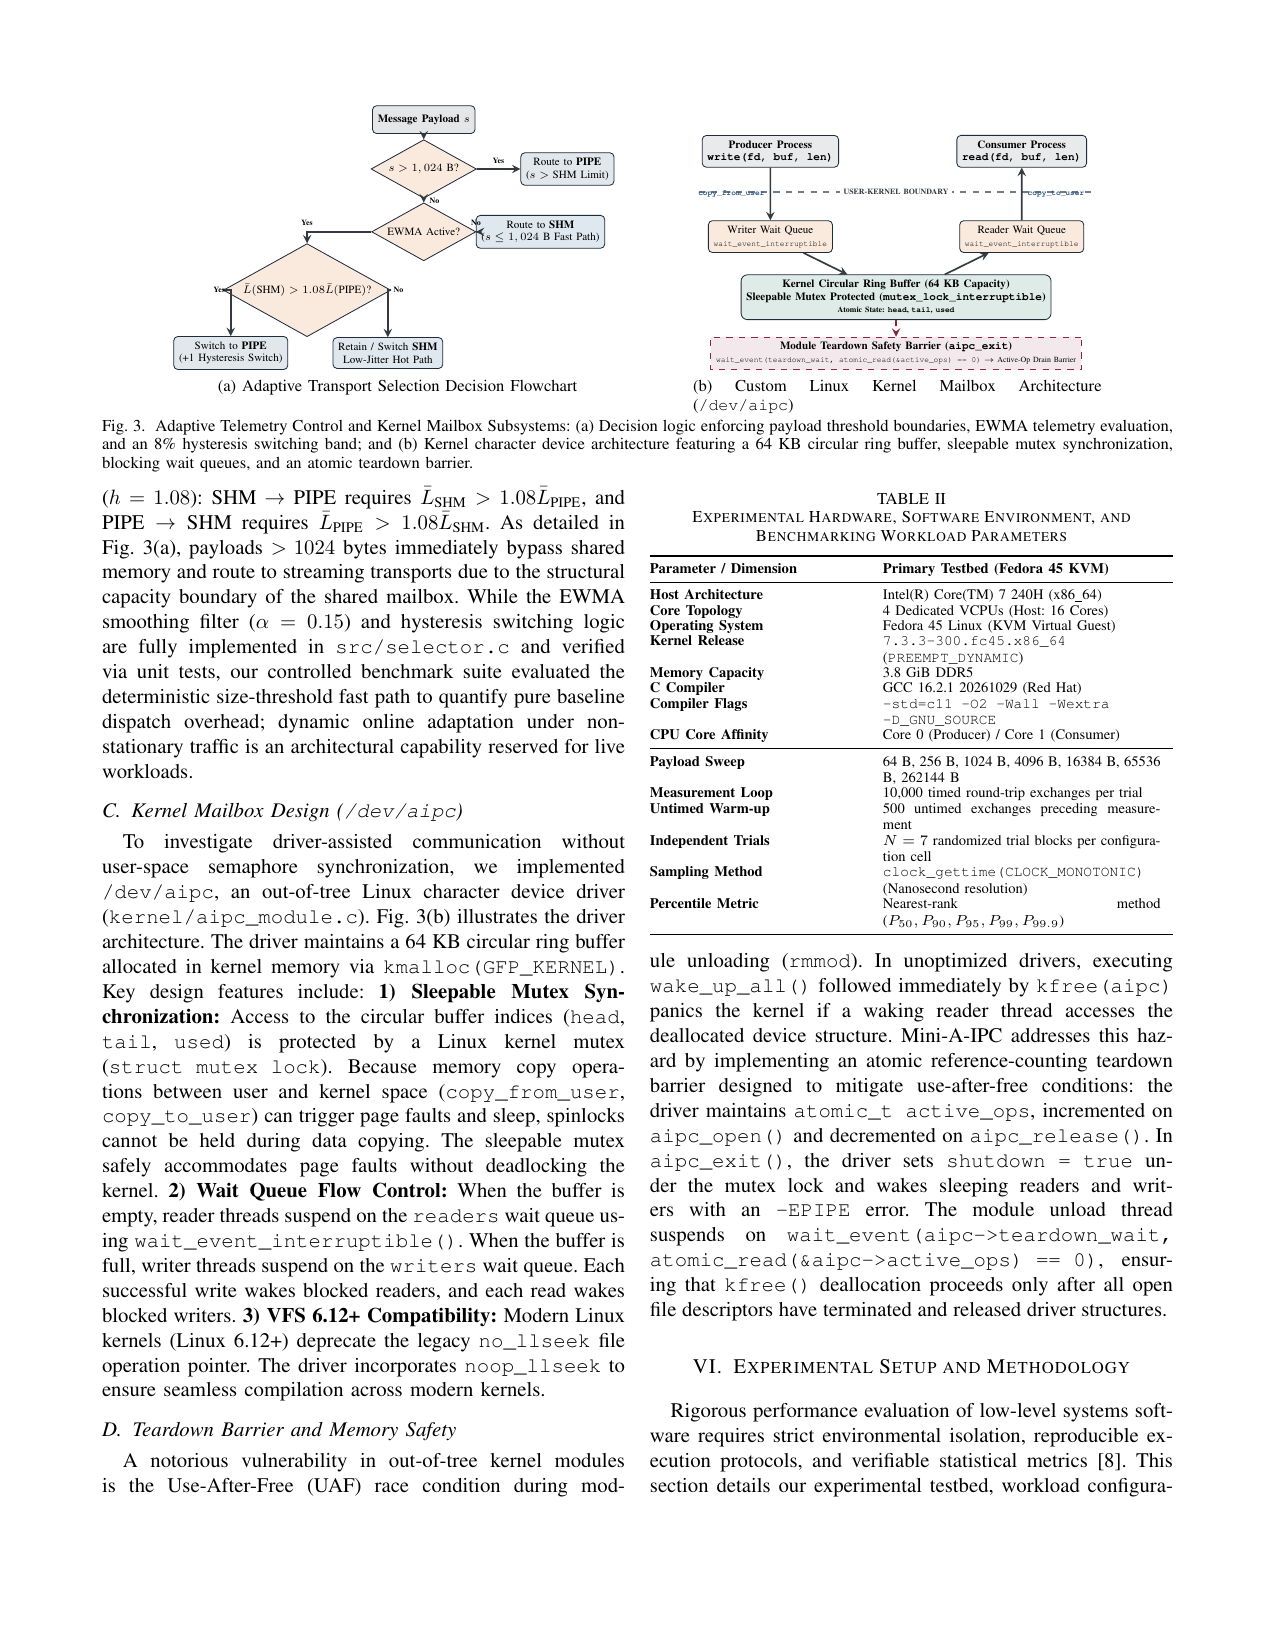 Message Payload s
s > 1,024 B?
Yes
Route to PIPE
(s > SHM Limit)
No
EWMA Active?
No
Route to SHM
(s ≤ 1,024 B Fast Path)
Yes
L̄(SHM) > 1.08L̄(PIPE)?
Yes
No
Switch to PIPE
(+1 Hysteresis Switch)
Retain / Switch SHM
Low-Jitter Hot Path
(a) Adaptive Transport Selection Decision Flowchart
Producer Process
write(fd, buf, len)
Consumer Process
read(fd, buf, len)
copy_from_user
USER-KERNEL BOUNDARY
copy_to_user
Writer Wait Queue
wait_event_interruptible
Reader Wait Queue
wait_event_interruptible
Kernel Circular Ring Buffer (64 KB Capacity)
Sleepable Mutex Protected (mutex_lock_interruptible)
Atomic State: head, tail, used
Module Teardown Safety Barrier (aipc_exit)
wait_event(teardown_wait, atomic_read(&active_ops) == 0) → Active-Op Drain Barrier
(b) Custom Linux Kernel Mailbox Architecture
(/dev/aipc)
Fig. 3. Adaptive Telemetry Control and Kernel Mailbox Subsystems: (a) Decision logic enforcing payload threshold boundaries, EWMA telemetry evaluation,
and an 8% hysteresis switching band; and (b) Kernel character device architecture featuring a 64 KB circular ring buffer, sleepable mutex synchronization,
blocking wait queues, and an atomic teardown barrier.
(h = 1.08): SHM → PIPE requires L̄SHM > 1.08L̄PIPE, and
PIPE → SHM requires L̄PIPE > 1.08L̄SHM. As detailed in
Fig. 3(a), payloads > 1024 bytes immediately bypass shared
memory and route to streaming transports due to the structural
capacity boundary of the shared mailbox. While the EWMA
smoothing filter (α = 0.15) and hysteresis switching logic
are fully implemented in src/selector.c and verified
via unit tests, our controlled benchmark suite evaluated the
deterministic size-threshold fast path to quantify pure baseline
dispatch overhead; dynamic online adaptation under non-
stationary traffic is an architectural capability reserved for live
workloads.
C. Kernel Mailbox Design (/dev/aipc)
To investigate driver-assisted communication without
user-space semaphore synchronization, we implemented
/dev/aipc, an out-of-tree Linux character device driver
(kernel/aipc_module.c). Fig. 3(b) illustrates the driver
architecture. The driver maintains a 64 KB circular ring buffer
allocated in kernel memory via kmalloc(GFP_KERNEL).
Key design features include: 1) Sleepable Mutex Syn-
chronization: Access to the circular buffer indices (head,
tail, used) is protected by a Linux kernel mutex
(struct mutex lock). Because memory copy opera-
tions between user and kernel space (copy_from_user,
copy_to_user) can trigger page faults and sleep, spinlocks
cannot be held during data copying. The sleepable mutex
safely accommodates page faults without deadlocking the
kernel. 2) Wait Queue Flow Control: When the buffer is
empty, reader threads suspend on the readers wait queue us-
ing wait_event_interruptible(). When the buffer is
full, writer threads suspend on the writers wait queue. Each
successful write wakes blocked readers, and each read wakes
blocked writers. 3) VFS 6.12+ Compatibility: Modern Linux
kernels (Linux 6.12+) deprecate the legacy no_llseek file
operation pointer. The driver incorporates noop_llseek to
ensure seamless compilation across modern kernels.
D. Teardown Barrier and Memory Safety
A notorious vulnerability in out-of-tree kernel modules
is the Use-After-Free (UAF) race condition during mod-
TABLE II
EXPERIMENTAL HARDWARE, SOFTWARE ENVIRONMENT, AND
BENCHMARKING WORKLOAD PARAMETERS
Parameter / Dimension Primary Testbed (Fedora 45 KVM)
Host Architecture Intel(R) Core(TM) 7 240H (x86_64)
Core Topology 4 Dedicated VCPUs (Host: 16 Cores)
Operating System Fedora 45 Linux (KVM Virtual Guest)
Kernel Release 7.3.3-300.fc45.x86_64
(PREEMPT_DYNAMIC)
Memory Capacity 3.8 GiB DDR5
C Compiler GCC 16.2.1 20261029 (Red Hat)
Compiler Flags -std=c11 -O2 -Wall -Wextra
-D_GNU_SOURCE
CPU Core Affinity Core 0 (Producer) / Core 1 (Consumer)
Payload Sweep 64 B, 256 B, 1024 B, 4096 B, 16384 B, 65536
B, 262144 B
Measurement Loop 10,000 timed round-trip exchanges per trial
Untimed Warm-up 500 untimed exchanges preceding measure-
ment
Independent Trials N = 7 randomized trial blocks per configura-
tion cell
Sampling Method clock_gettime(CLOCK_MONOTONIC)
(Nanosecond resolution)
Percentile Metric Nearest-rank method
(P50, P90, P95, P99, P99.9)
ule unloading (rmmod). In unoptimized drivers, executing
wake_up_all() followed immediately by kfree(aipc)
panics the kernel if a waking reader thread accesses the
deallocated device structure. Mini-A-IPC addresses this haz-
ard by implementing an atomic reference-counting teardown
barrier designed to mitigate use-after-free conditions: the
driver maintains atomic_t active_ops, incremented on
aipc_open() and decremented on aipc_release(). In
aipc_exit(), the driver sets shutdown = true un-
der the mutex lock and wakes sleeping readers and writ-
ers with an -EPIPE error. The module unload thread
suspends on wait_event(aipc->teardown_wait,
atomic_read(&aipc->active_ops) == 0), ensur-
ing that kfree() deallocation proceeds only after all open
file descriptors have terminated and released driver structures.
VI. EXPERIMENTAL SETUP AND METHODOLOGY
Rigorous performance evaluation of low-level systems soft-
ware requires strict environmental isolation, reproducible ex-
ecution protocols, and verifiable statistical metrics [8]. This
section details our experimental testbed, workload configura-